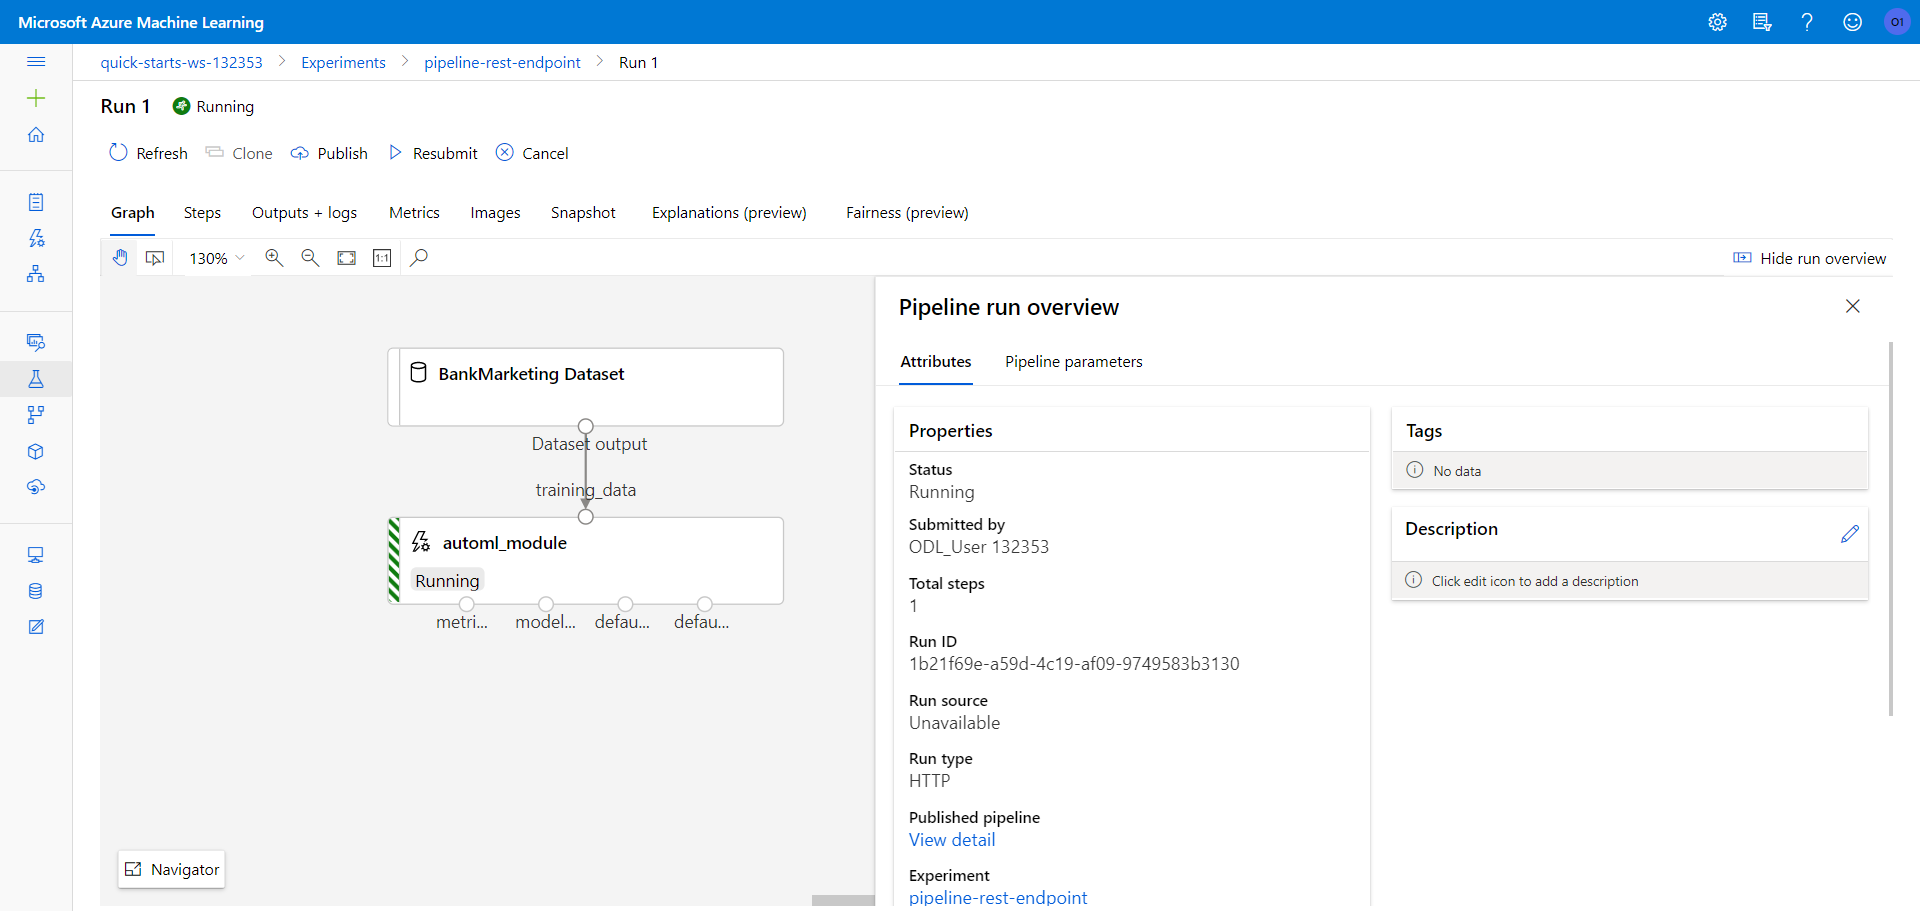 Microsoft Azure Machine Learning
O1
quick-starts-ws-132353 > Experiments > pipeline-rest-endpoint > Run 1
Run 1 Running
Refresh Clone Publish Resubmit Cancel
Graph Steps Outputs + logs Metrics Images Snapshot Explanations (preview) Fairness (preview)
130% 1:1 Hide run overview
BankMarketing Dataset
Dataset output
training_data
automl_module
Running
metri... model... defau... defau...
Navigator
Pipeline run overview
Attributes Pipeline parameters
Properties
Status
Running
Submitted by
ODL_User 132353
Total steps
1
Run ID
1b21f69e-a59d-4c19-af09-9749583b3130
Run source
Unavailable
Run type
HTTP
Published pipeline
View detail
Experiment
pipeline-rest-endpoint
Tags
No data
Description
Click edit icon to add a description